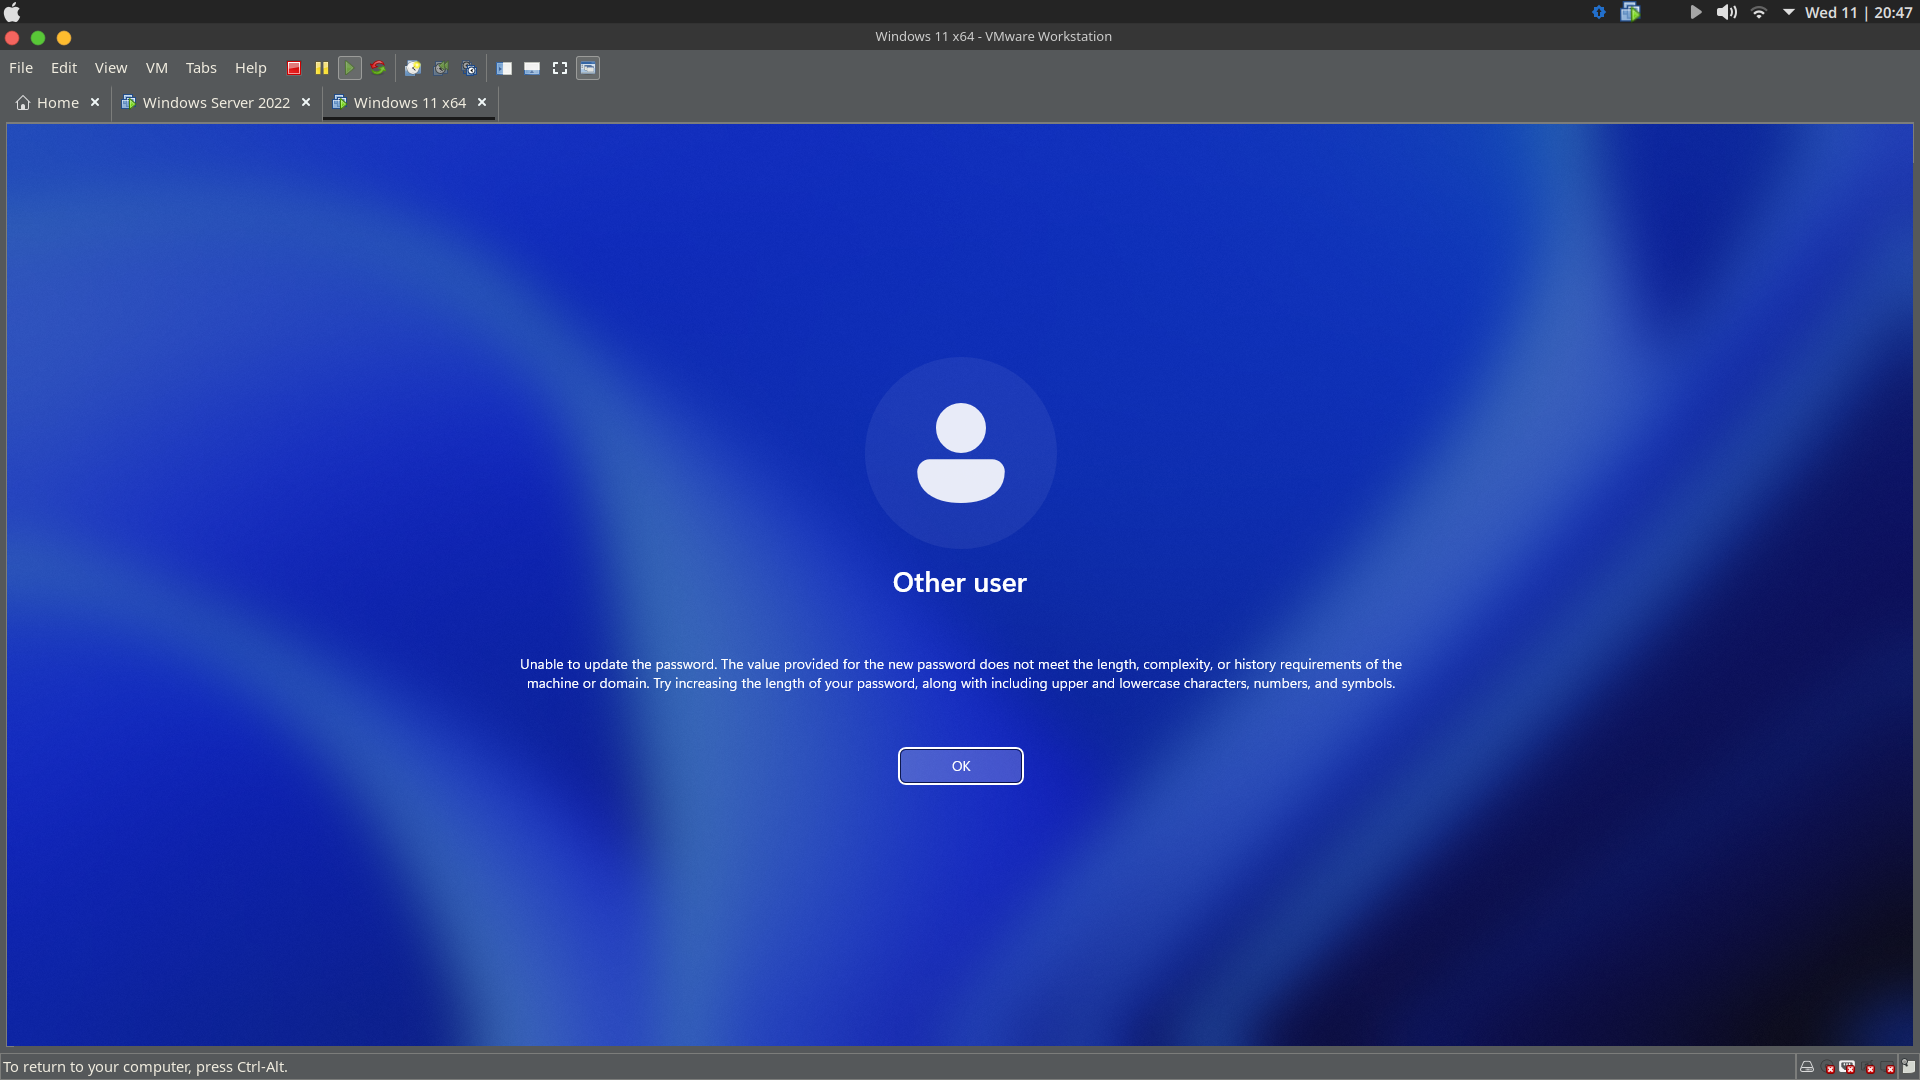 Wed 11 | 20:47
Windows 11 x64 - VMware Workstation
File Edit View VM Tabs Help
Home Windows Server 2022 Windows 11 x64
Other user
Unable to update the password. The value provided for the new password does not meet the length, complexity, or history requirements of the
machine or domain. Try increasing the length of your password, along with including upper and lowercase characters, numbers, and symbols.
OK
To return to your computer, press Ctrl-Alt.